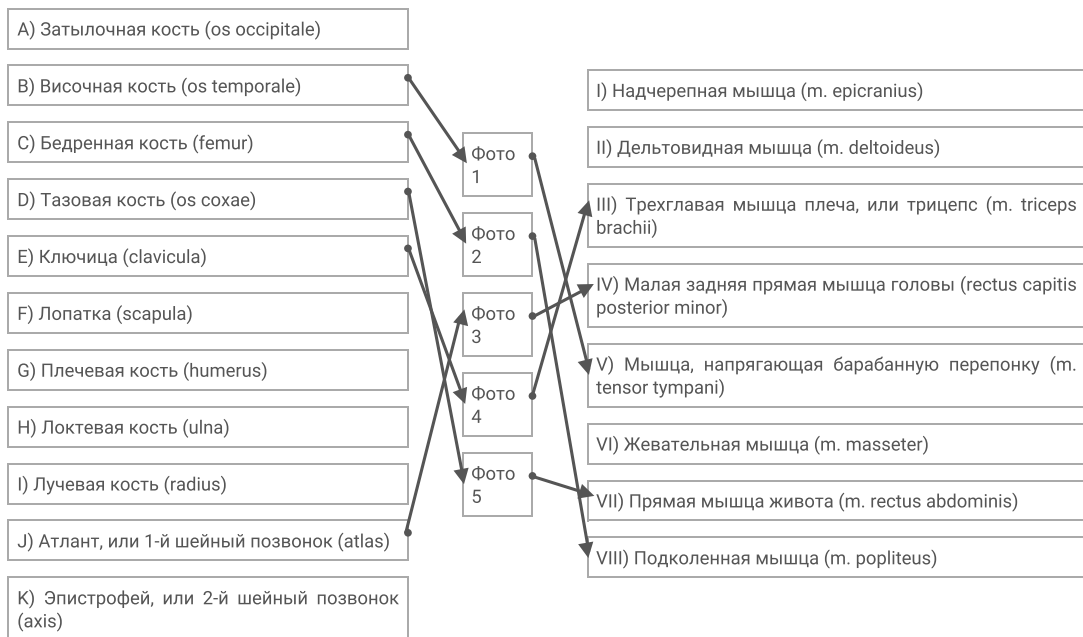 A) Затылочная кость (os occipitale)
B) Височная кость (os temporale)
C) Бедренная кость (femur)
D) Тазовая кость (os coxae)
E) Ключица (clavicula)
F) Лопатка (scapula)
G) Плечевая кость (humerus)
H) Локтевая кость (ulna)
I) Лучевая кость (radius)
J) Атлант, или 1-й шейный позвонок (atlas)
K) Эпистрофей, или 2-й шейный позвонок
(axis)
Фото
1
Фото
2
Фото
3
Фото
4
Фото
5
I) Надчерепная мышца (m. epicranius)
II) Дельтовидная мышца (m. deltoideus)
III) Трехглавая мышца плеча, или трицепс (m. triceps
brachii)
IV) Малая задняя прямая мышца головы (rectus capitis
posterior minor)
V) Мышца, напрягающая барабанную перепонку (m.
tensor tympani)
VI) Жевательная мышца (m. masseter)
VII) Прямая мышца живота (m. rectus abdominis)
VIII) Подколенная мышца (m. popliteus)